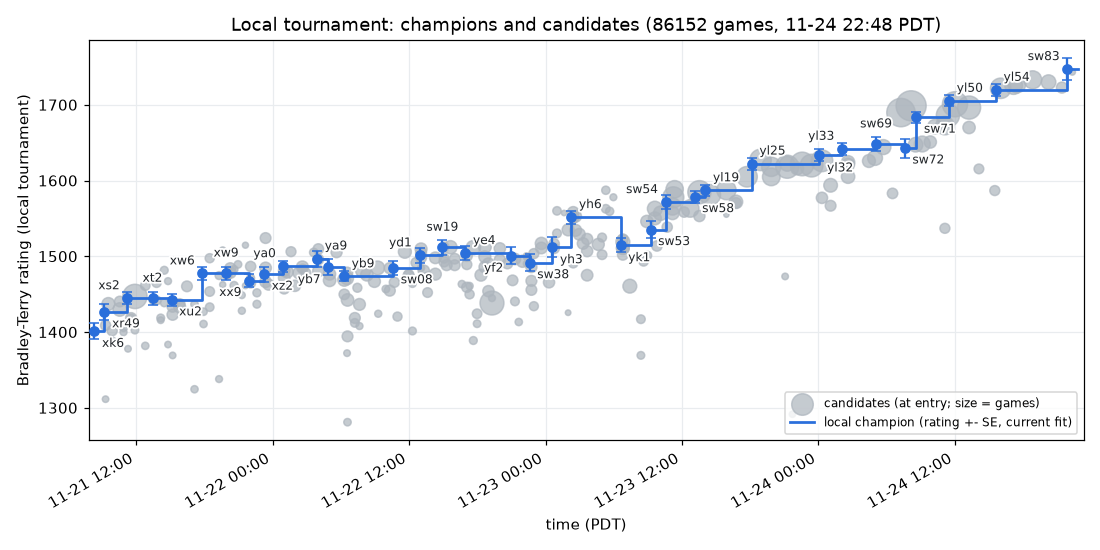 Local tournament: champions and candidates (86152 games, 11-24 22:48 PDT)
Bradley-Terry rating (local tournament)
1700
1600
1500
1400
1300
xk6
xr49
xs2
xt2
xu2
xw6
xw9
xx9
ya0
xz2
ya9
yb7
yb9
yd1
sw08
sw19
ye4
yf2
sw38
yh3
yh6
yk1
sw53
sw54
sw58
yl19
yl25
yl32
yl33
sw69
sw72
sw71
yl50
yl54
sw83
candidates (at entry; size = games)
local champion (rating +- SE, current fit)
11-21 12:00
11-22 00:00
11-22 12:00
11-23 00:00
11-23 12:00
11-24 00:00
11-24 12:00
time (PDT)